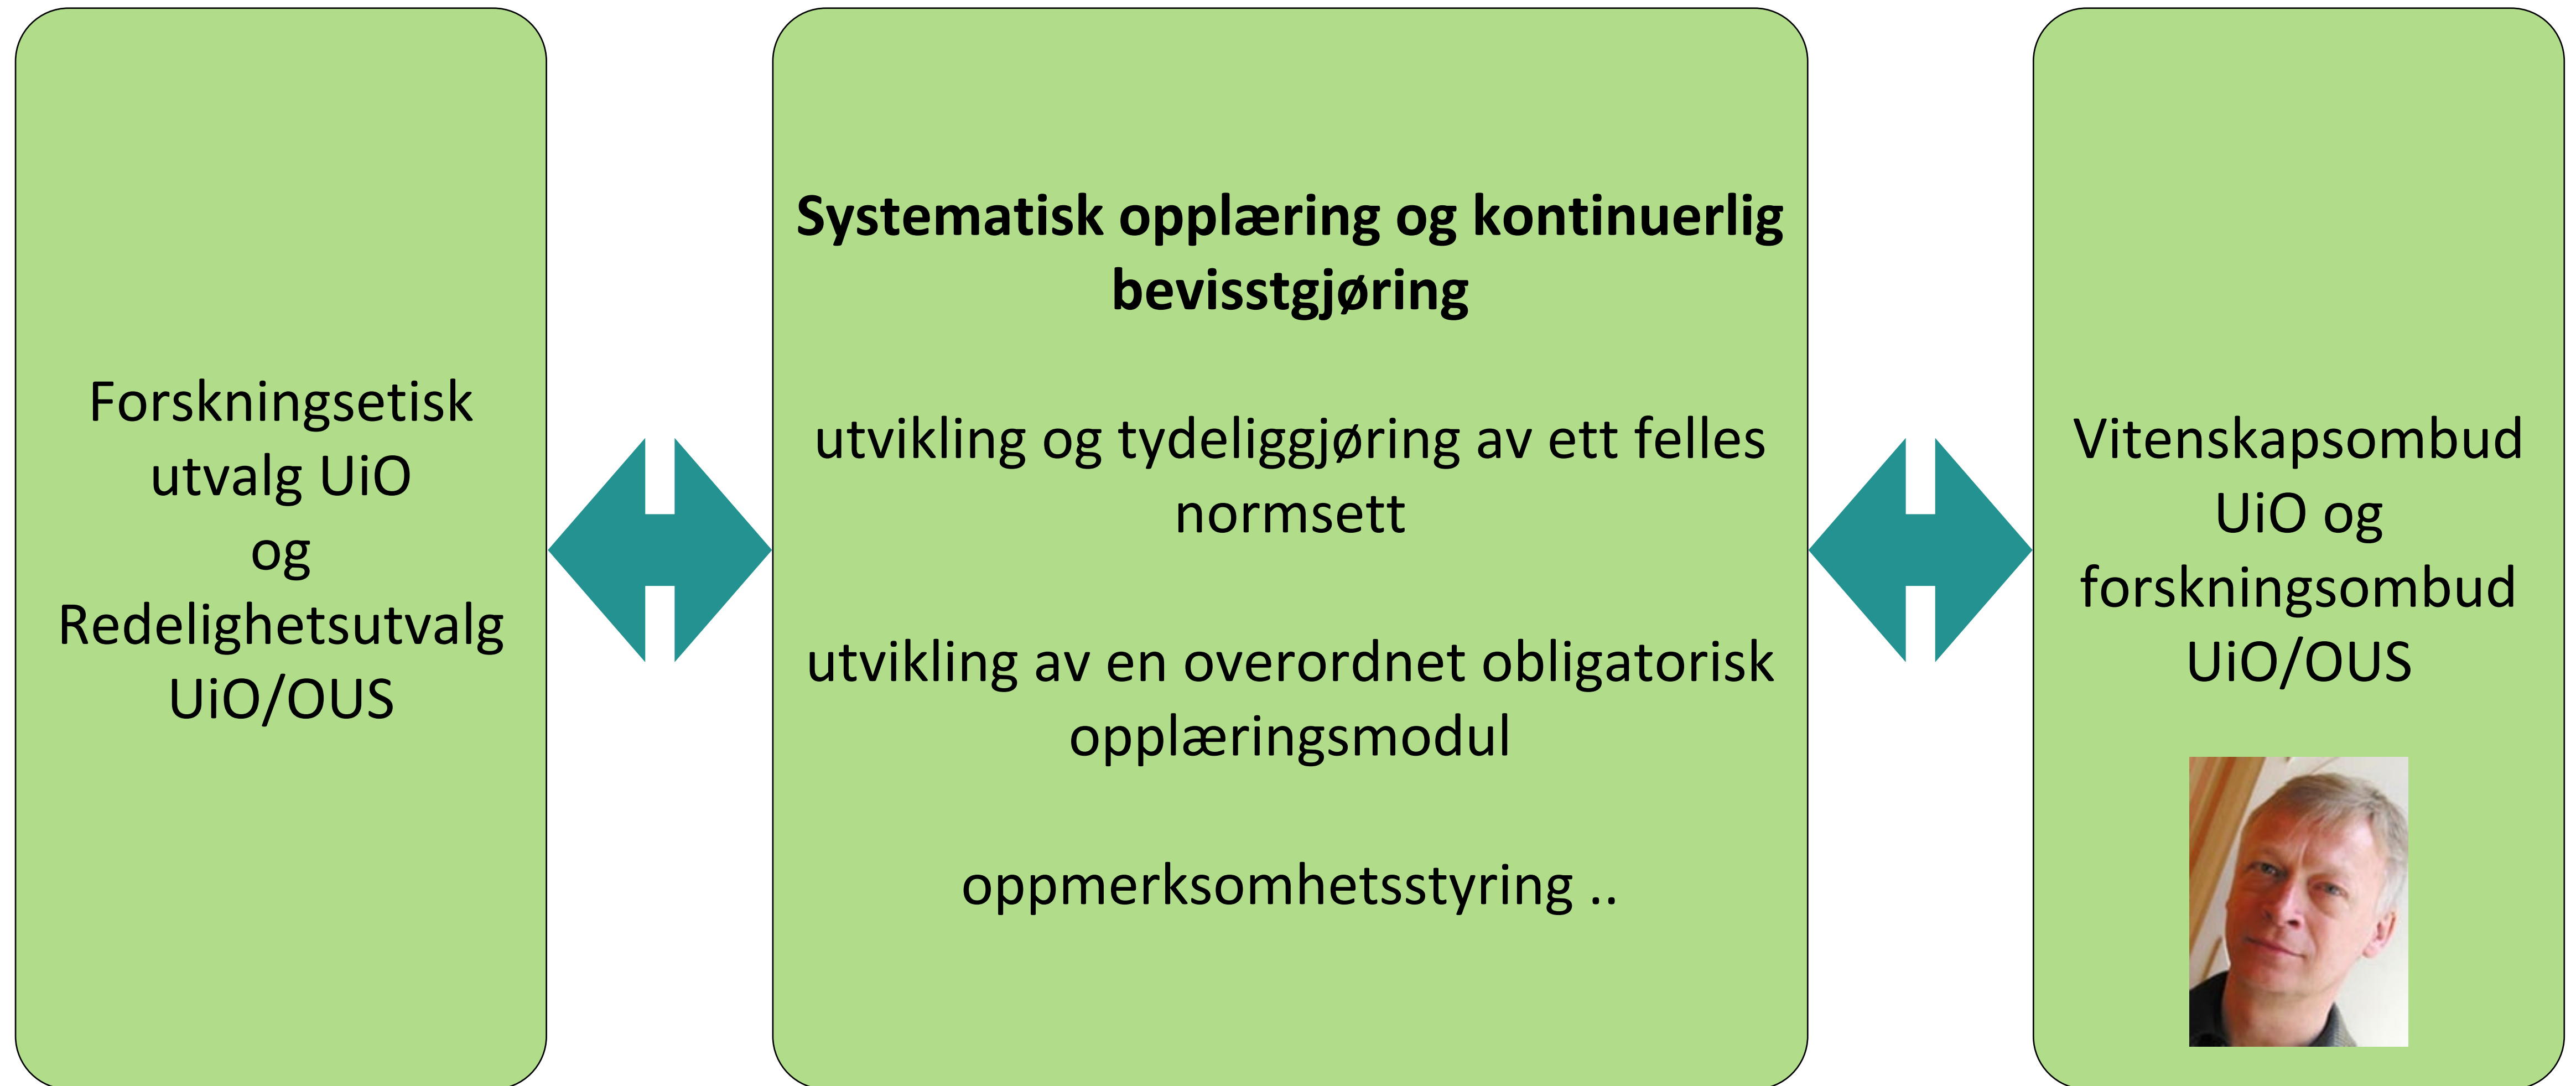 Forskningsetisk
utvalg UiO
og
Redelighetsutvalg
UiO/OUS
Systematisk opplæring og kontinuerlig
bevisstgjøring
utvikling og tydeliggjøring av ett felles
normsett
utvikling av en overordnet obligatorisk
opplæringsmodul
oppmerksomhetsstyring ..
Vitenskapsombud
UiO og
forskningsombud
UiO/OUS